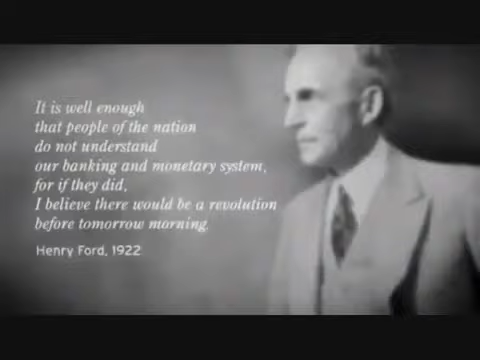 It is well enough
that people of the nation
do not understand
our banking and monetary system,
for if they did,
I believe there would be a revolution
before tomorrow morning.
Henry Ford, 1922